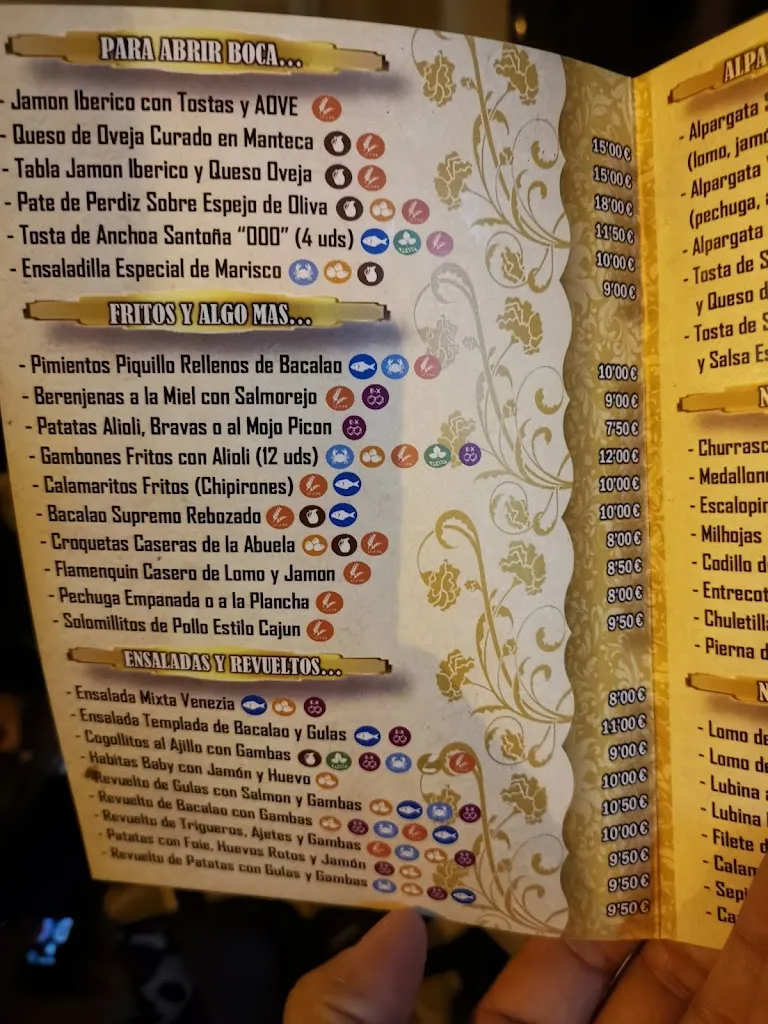 PARA ABRIR BOCA...
- Jamon Iberico con Tostas y AOVE 15'00 €
- Queso de Oveja Curado en Manteca 15'00 €
- Tabla Jamon Iberico y Queso Oveja 18'00 €
- Pate de Perdiz Sobre Espejo de Oliva 11'50 €
- Tosta de Anchoa Santoña "000" (4 uds) 10'00 €
- Ensaladilla Especial de Marisco 9'00 €
FRITOS Y ALGO MAS...
- Pimientos Piquillo Rellenos de Bacalao 10'00 €
- Berenjenas a la Miel con Salmorejo 9'00 €
- Patatas Alioli, Bravas o al Mojo Picon 7'50 €
- Gambones Fritos con Alioli (12 uds) 12'00 €
- Calamaritos Fritos (Chipirones) 10'00 €
- Bacalao Supremo Rebozado 10'00 €
- Croquetas Caseras de la Abuela 8'00 €
- Flamenquin Casero de Lomo y Jamon 8'50 €
- Pechuga Empanada o a la Plancha 8'00 €
- Solomillitos de Pollo Estilo Cajun 9'50 €
ENSALADAS Y REVUELTOS...
- Ensalada Mixta Venezia 8'00 €
- Ensalada Templada de Bacalao y Gulas 11'00 €
- Cogollitos al Ajillo con Gambas 9'00 €
- Habitas Baby con Jamón y Huevo 10'00 €
- Revuelto de Gulas con Salmon y Gambas 10'50 €
- Revuelto de Bacalao con Gambas 10'00 €
- Revuelto de Trigueros, Ajetes y Gambas 9'50 €
- Patatas con Foie, Huevos Rotos y Jamón 9'50 €
- Revuelto de Patatas con Gulas y Gambas 9'50 €
ALPA
- Alpargata
(lomo, jamó
- Alpargata
(pechuga,
- Alpargata
- Tosta de S
y Queso d
- Tosta de S
y Salsa Es
- Churrasc
- Medallon
- Escalopin
- Milhojas
- Codillo d
- Entrecot
- Chuletill
- Pierna d
- Lomo de
- Lomo de
- Lubina a
- Lubina
- Filete d
- Calam
- Sepi
- Ca